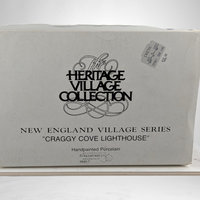 The
HERITAGE
VILLAGE
COLLECTION
NEW ENGLAND VILLAGE SERIES
"CRAGGY COVE LIGHTHOUSE"
Handpainted Porcelain